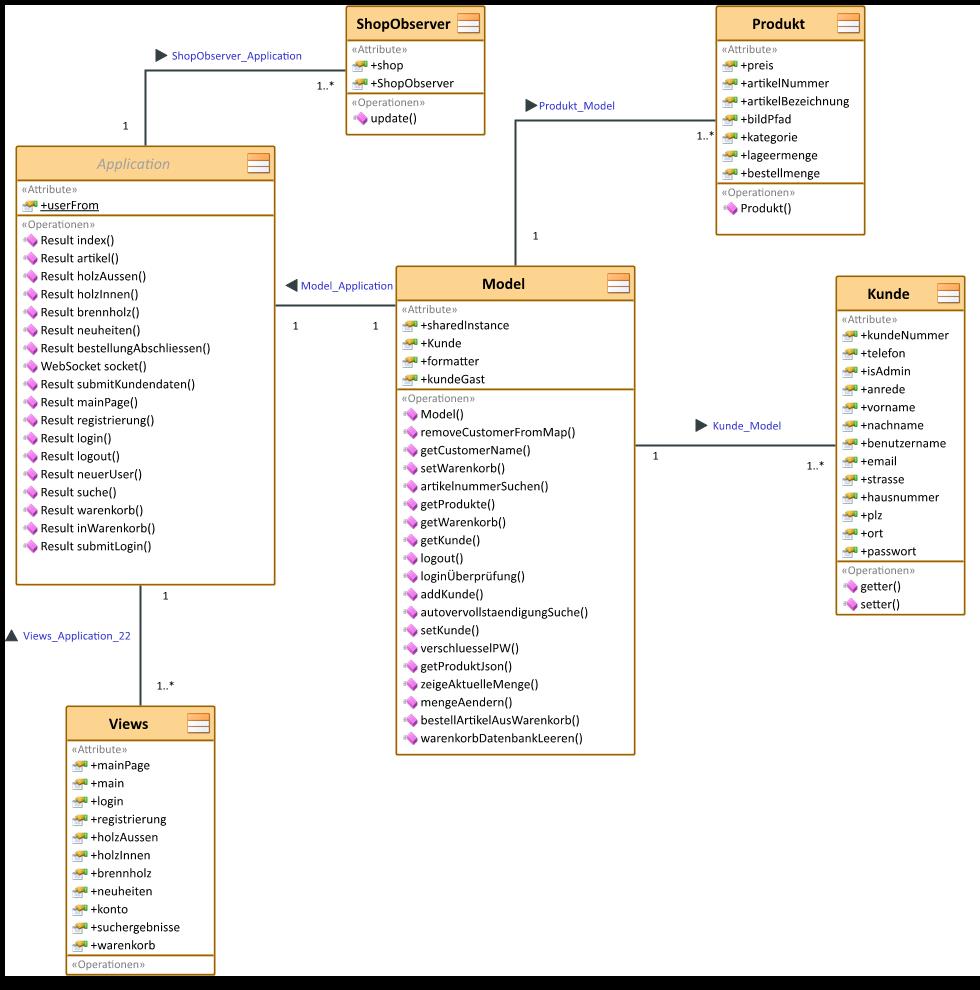 ShopObserver
«Attribute»
+shop
+ShopObserver
«Operationen»
update()
ShopObserver_Application
1..*
1
Produkt
«Attribute»
+preis
+artikelNummer
+artikelBezeichnung
+bildPfad
+kategorie
+lageermenge
+bestellmenge
«Operationen»
Produkt()
Produkt_Model
1..*
1
Application
«Attribute»
+userFrom
«Operationen»
Result index()
Result artikel()
Result holzAussen()
Result holzInnen()
Result brennholz()
Result neuheiten()
Result bestellungAbschliessen()
WebSocket socket()
Result submitKundendaten()
Result mainPage()
Result registrierung()
Result login()
Result logout()
Result neuerUser()
Result suche()
Result warenkorb()
Result inWarenkorb()
Result submitLogin()
Model_Application
1
1
Model
«Attribute»
+sharedInstance
+Kunde
+formatter
+kundeGast
«Operationen»
Model()
removeCustomerFromMap()
getCustomerName()
setWarenkorb()
artikelnummerSuchen()
getProdukte()
getWarenkorb()
getKunde()
logout()
loginÜberprüfung()
addKunde()
autovervollstaendigungSuche()
setKunde()
verschluesselPW()
getProduktJson()
zeigeAktuelleMenge()
mengeAendern()
bestellArtikelAusWarenkorb()
warenkorbDatenbankLeeren()
Kunde_Model
1
1..*
Kunde
«Attribute»
+kundeNummer
+telefon
+isAdmin
+anrede
+vorname
+nachname
+benutzername
+email
+strasse
+hausnummer
+plz
+ort
+passwort
«Operationen»
getter()
setter()
1
Views_Application_22
1..*
Views
«Attribute»
+mainPage
+main
+login
+registrierung
+holzAussen
+holzInnen
+brennholz
+neuheiten
+konto
+suchergebnisse
+warenkorb
«Operationen»